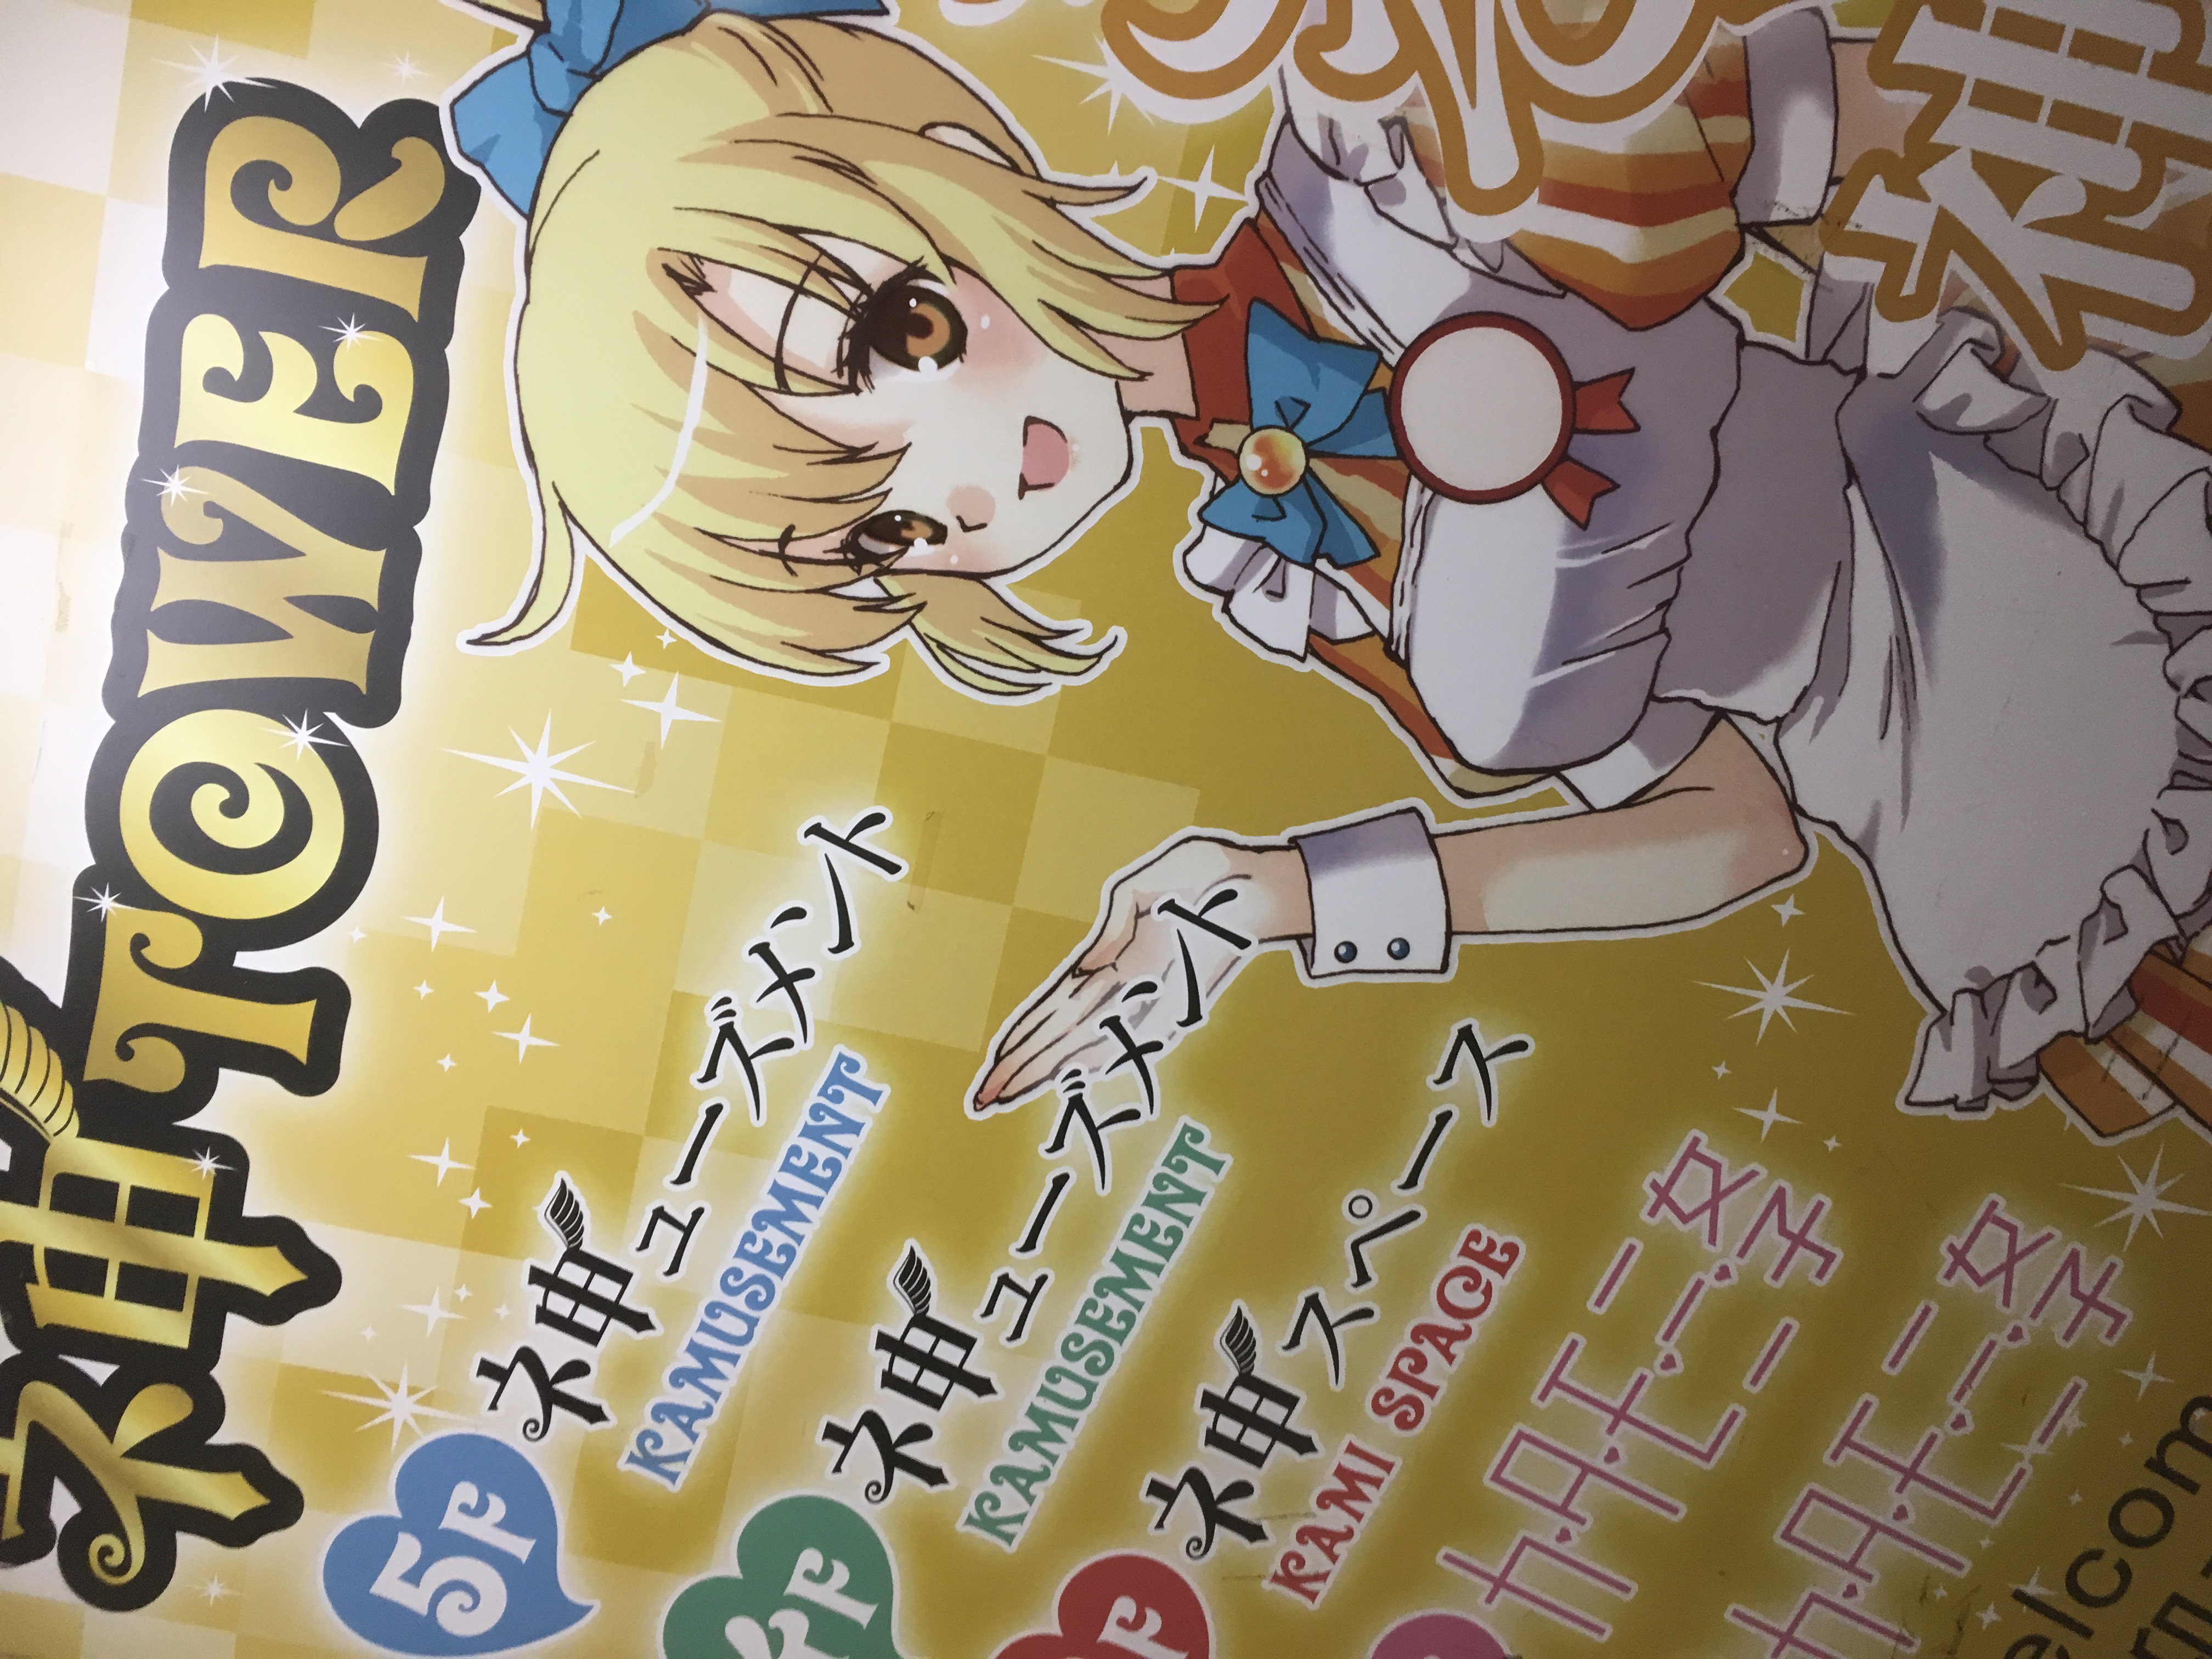 神TOWER
5F 神ューズメント
KAMUSEMENT
F 神ューズメント
KAMUSEMENT
F 神スペース
KAMI SPACE
カ・タモニ女子
カ・タモニ女子
elcom
神